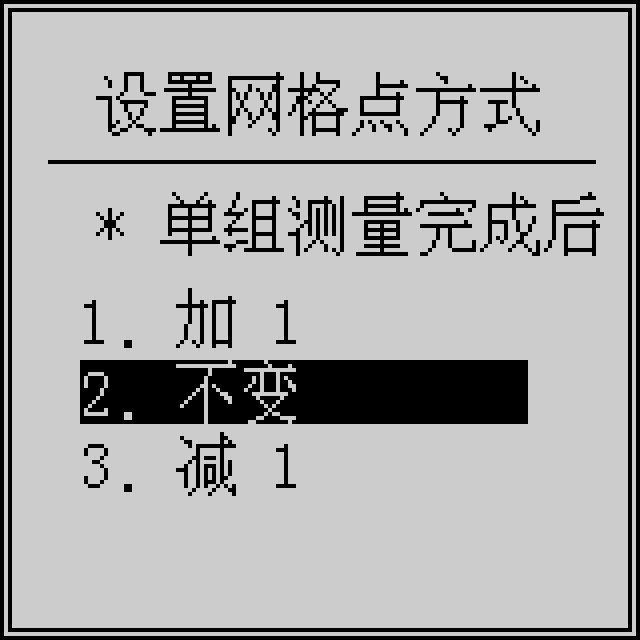 设置网格点方式
* 单组测量完成后
1. 加 1
2. 不变
3. 减 1